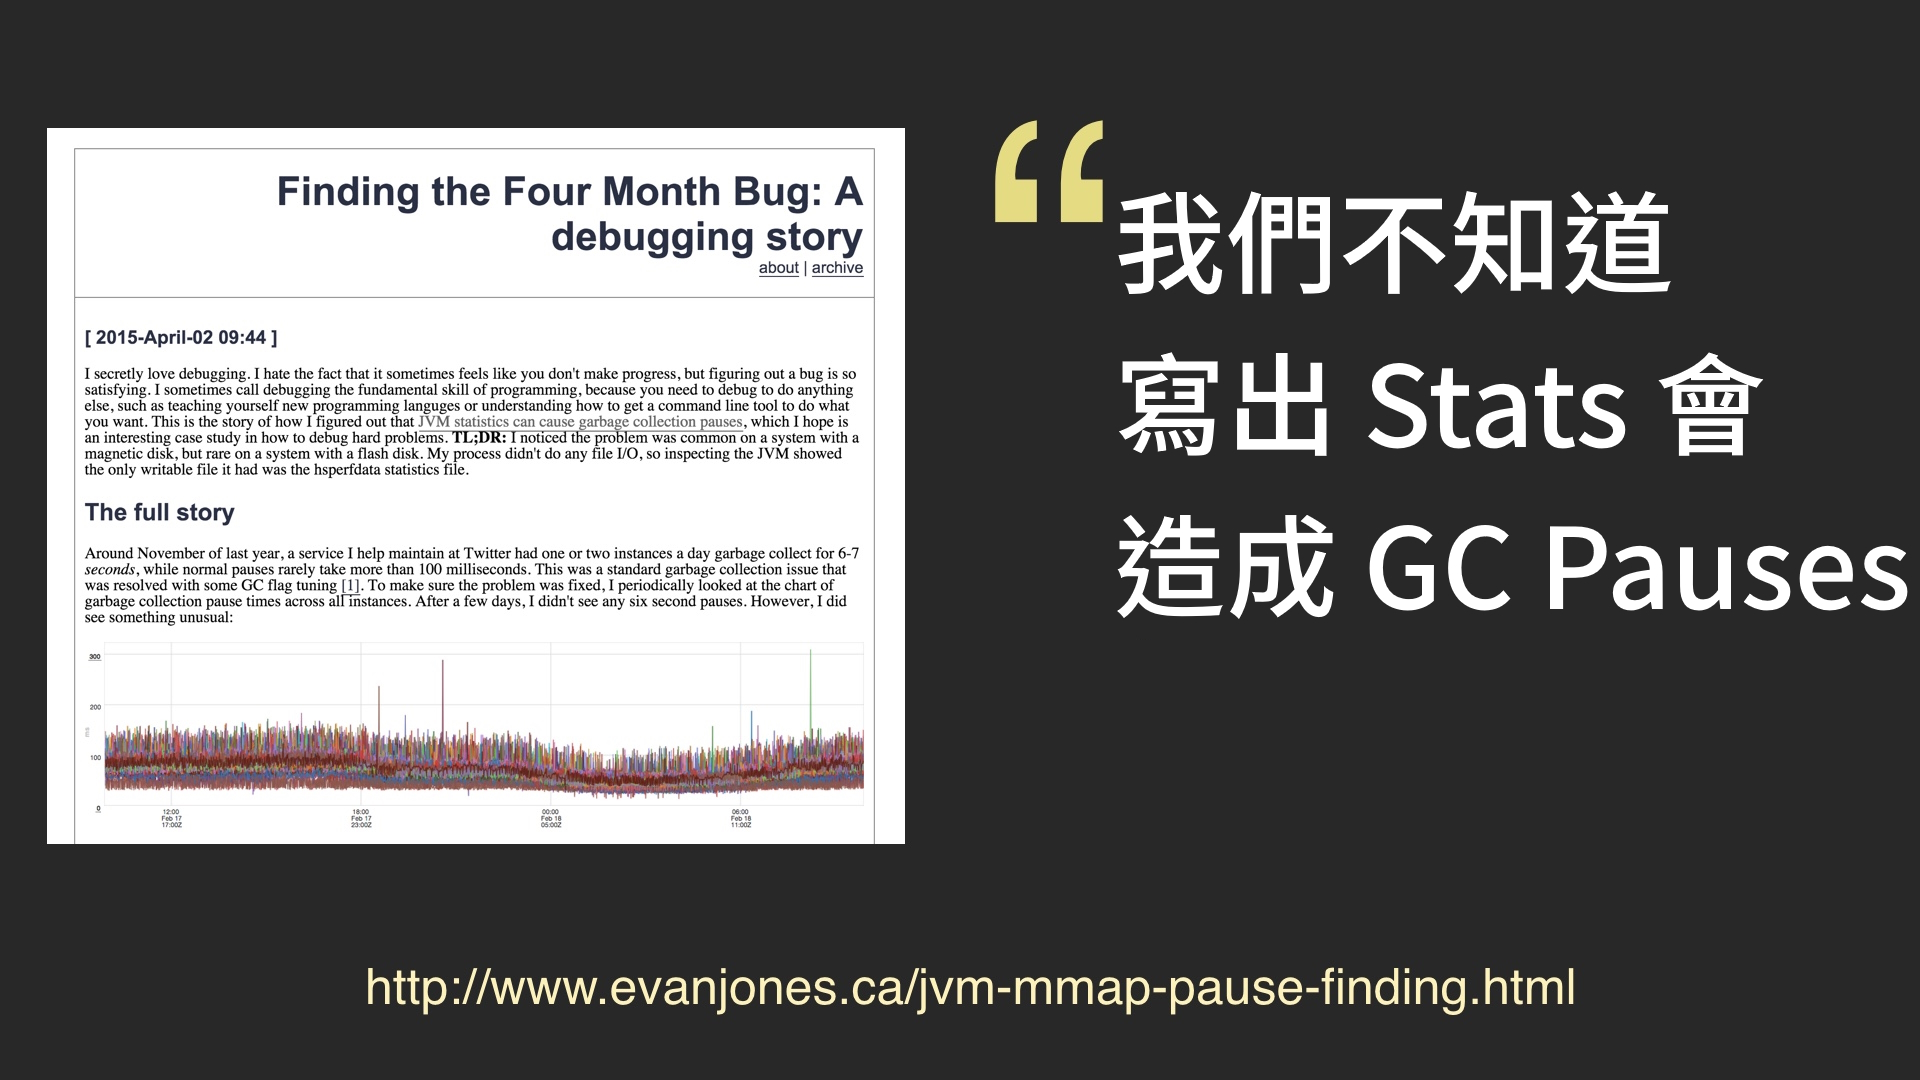 Finding the Four Month Bug: A
debugging story
about | archive
[ 2015-April-02 09:44 ]
I secretly love debugging. I hate the fact that it sometimes feels like you don't make progress, but figuring out a bug is so
satisfying. I sometimes call debugging the fundamental skill of programming, because you need to debug to do anything
else, such as teaching yourself new programming languges or understanding how to get a command line tool to do what
you want. This is the story of how I figured out that JVM statistics can cause garbage collection pauses, which I hope is
an interesting case study in how to debug hard problems. TL;DR: I noticed the problem was common on a system with a
magnetic disk, but rare on a system with a flash disk. My process didn't do any file I/O, so inspecting the JVM showed
the only writable file it had was the hsperfdata statistics file.
The full story
Around November of last year, a service I help maintain at Twitter had one or two instances a day garbage collect for 6-7
seconds, while normal pauses rarely take more than 100 milliseconds. This was a standard garbage collection issue that
was resolved with some GC flag tuning [1]. To make sure the problem was fixed, I periodically looked at the chart of
garbage collection pause times across all instances. After a few days, I didn't see any six second pauses. However, I did
see something unusual:
300
200
ms
100
0
12:00 18:00 00:00 06:00
Feb 17 Feb 17 Feb 18 Feb 18
17:00Z 23:00Z 05:00Z 11:00Z
“我們不知道
寫出 Stats 會
造成 GC Pauses
http://www.evanjones.ca/jvm-mmap-pause-finding.html